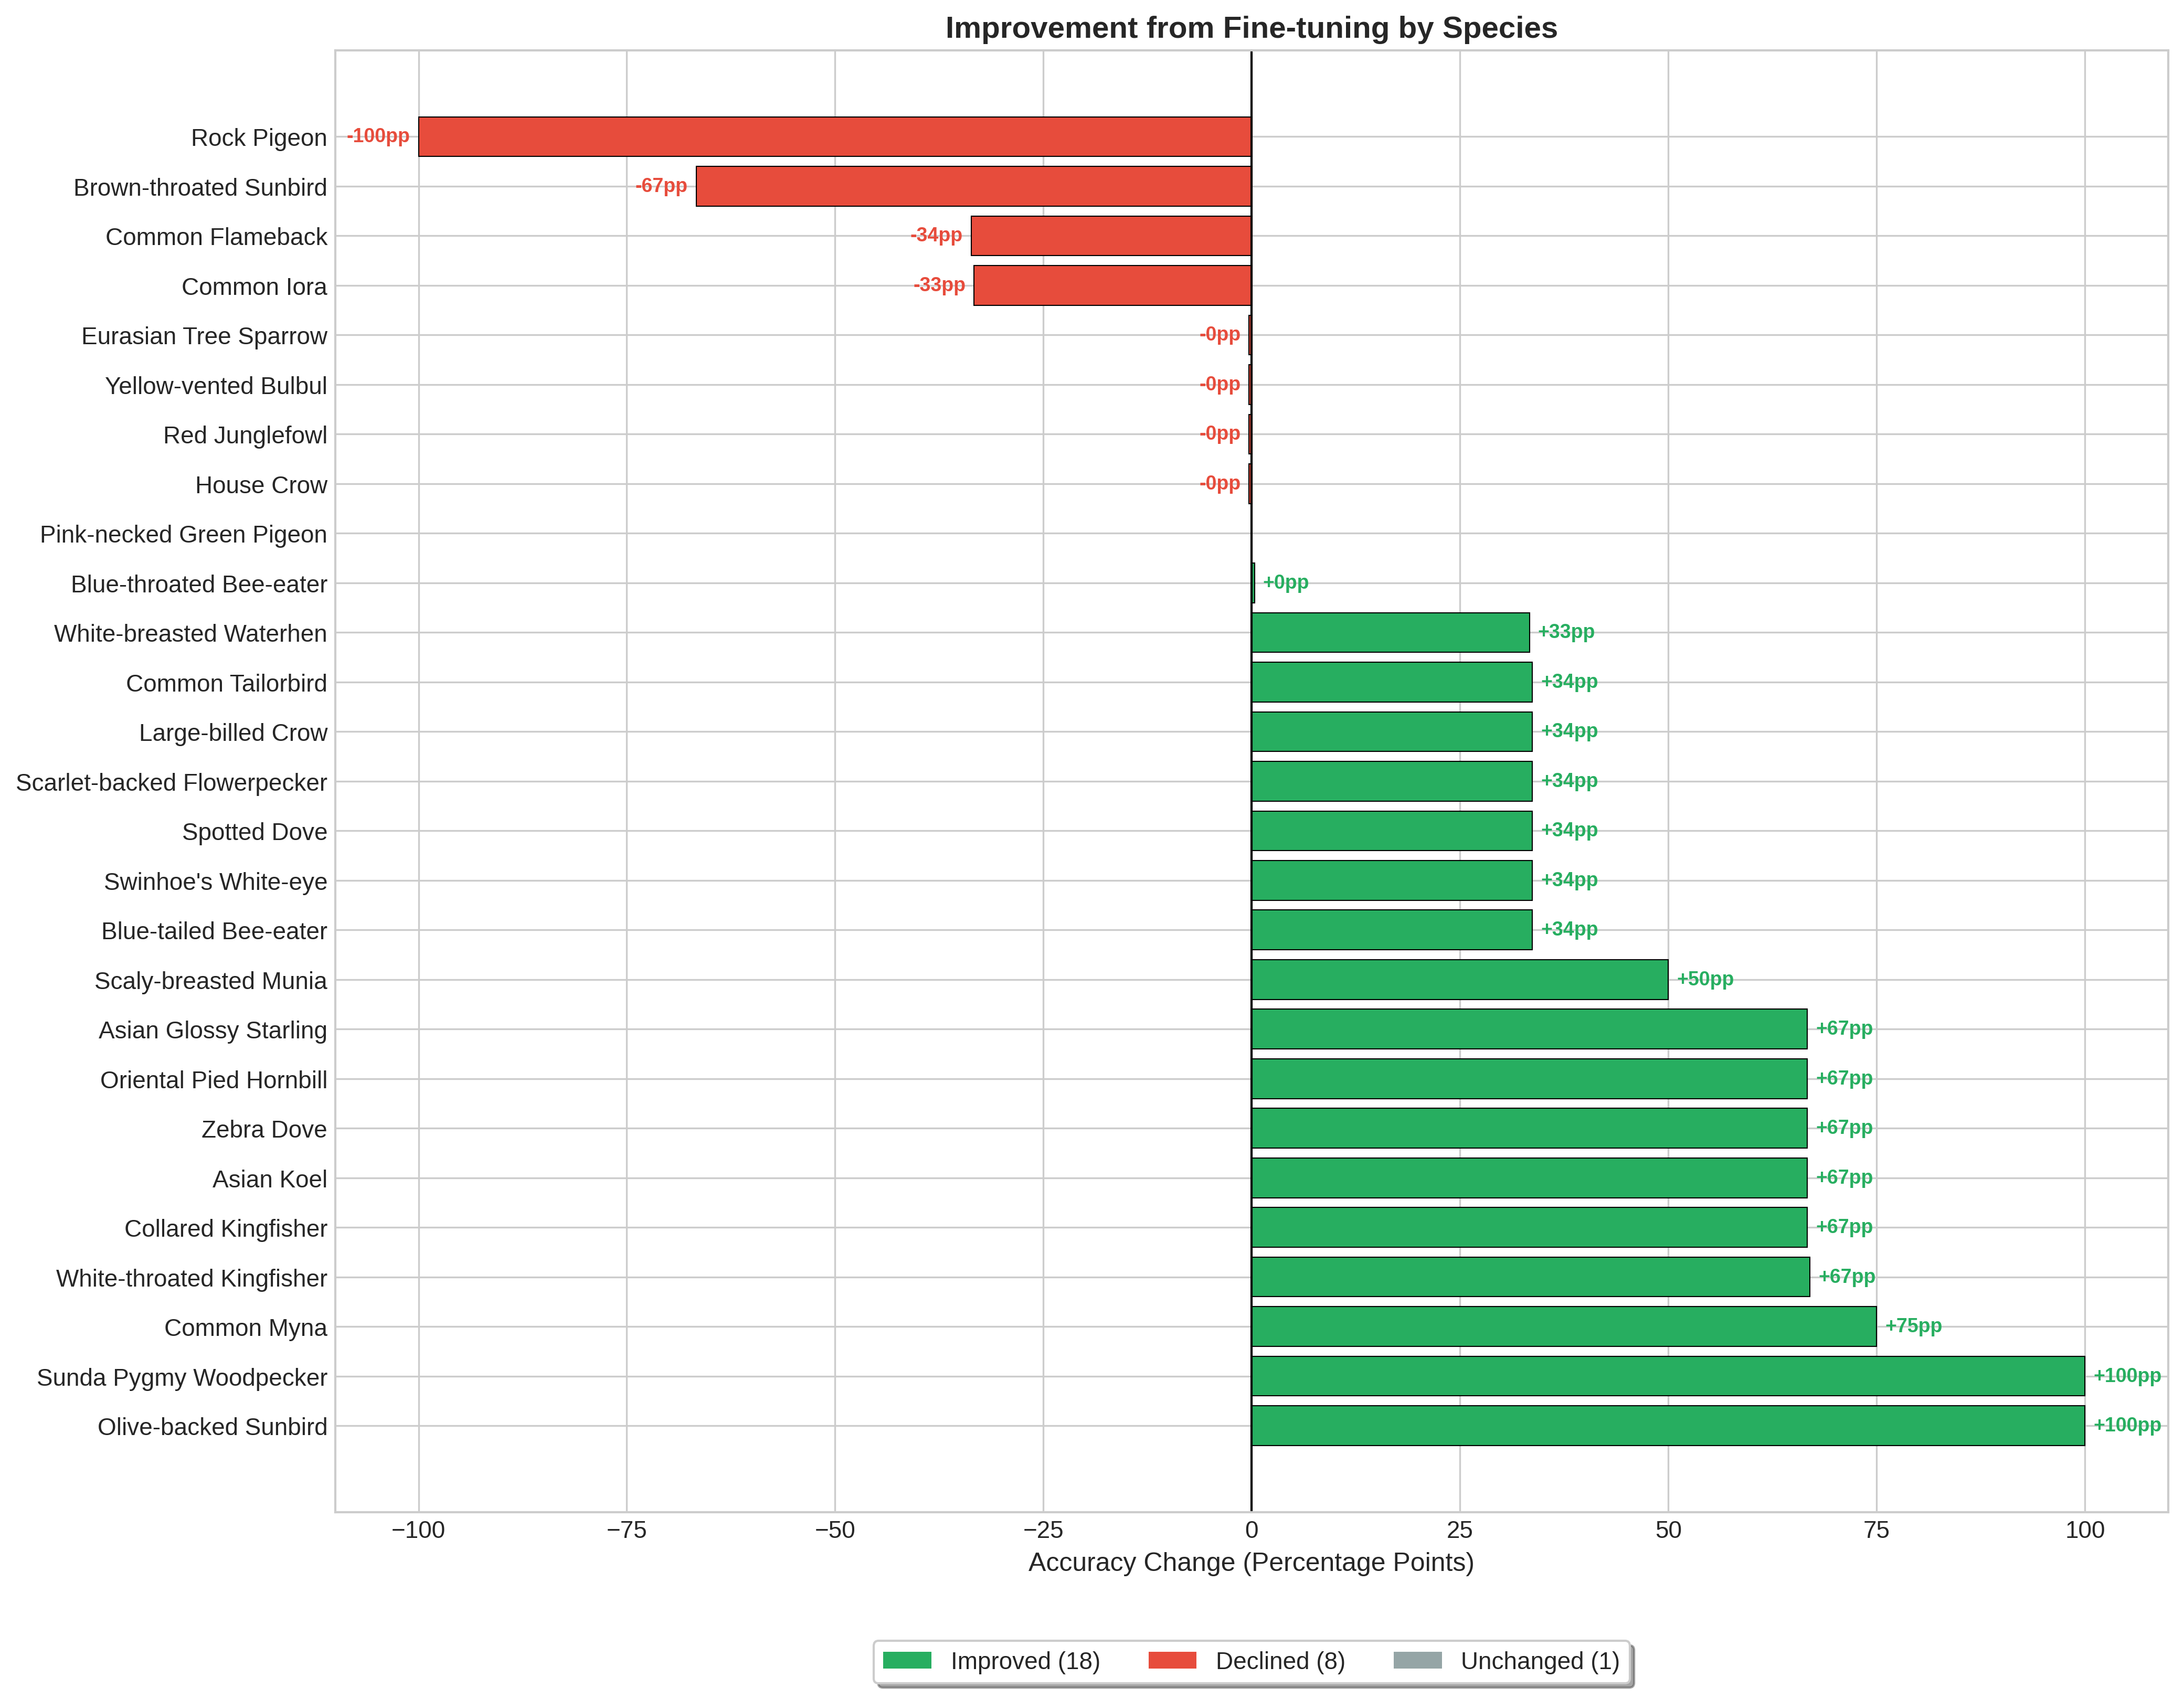 Improvement from Fine-tuning by Species
Rock Pigeon -100pp
Brown-throated Sunbird -67pp
Common Flameback -34pp
Common Iora -33pp
Eurasian Tree Sparrow -0pp
Yellow-vented Bulbul -0pp
Red Junglefowl -0pp
House Crow -0pp
Pink-necked Green Pigeon
Blue-throated Bee-eater +0pp
White-breasted Waterhen +33pp
Common Tailorbird +34pp
Large-billed Crow +34pp
Scarlet-backed Flowerpecker +34pp
Spotted Dove +34pp
Swinhoe's White-eye +34pp
Blue-tailed Bee-eater +34pp
Scaly-breasted Munia +50pp
Asian Glossy Starling +67pp
Oriental Pied Hornbill +67pp
Zebra Dove +67pp
Asian Koel +67pp
Collared Kingfisher +67pp
White-throated Kingfisher +67pp
Common Myna +75pp
Sunda Pygmy Woodpecker +100pp
Olive-backed Sunbird +100pp
−100 −75 −50 −25 0 25 50 75 100
Accuracy Change (Percentage Points)
Improved (18) Declined (8) Unchanged (1)